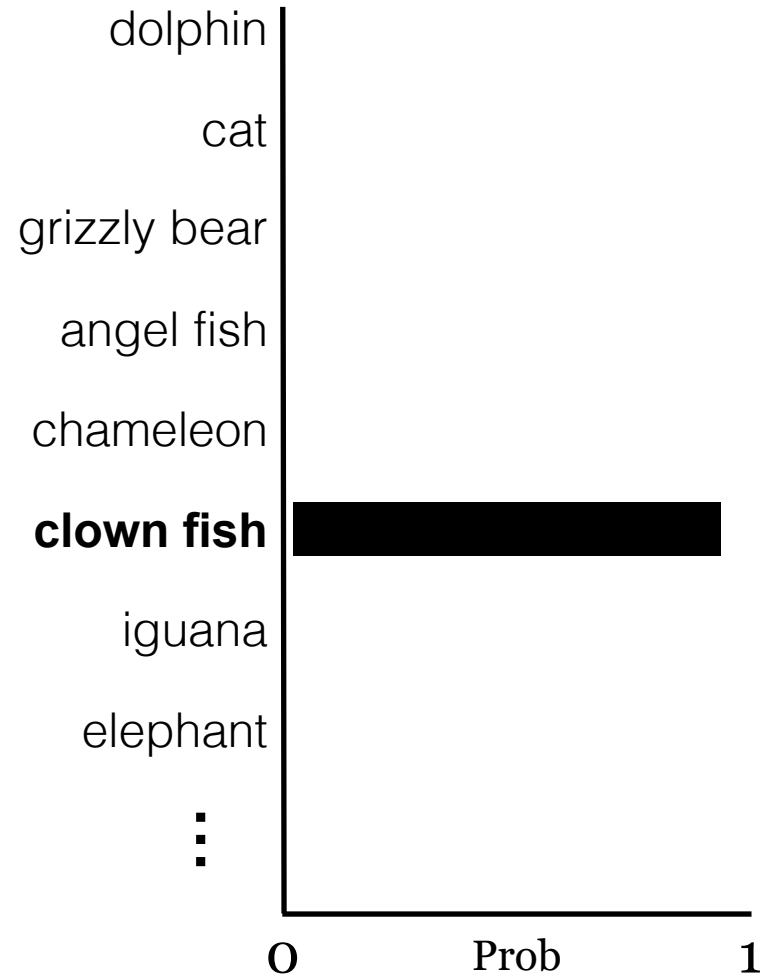 dolphin
cat
grizzly bear
angel fish
chameleon
clown fish
iguana
elephant
⋮
0 Prob 1